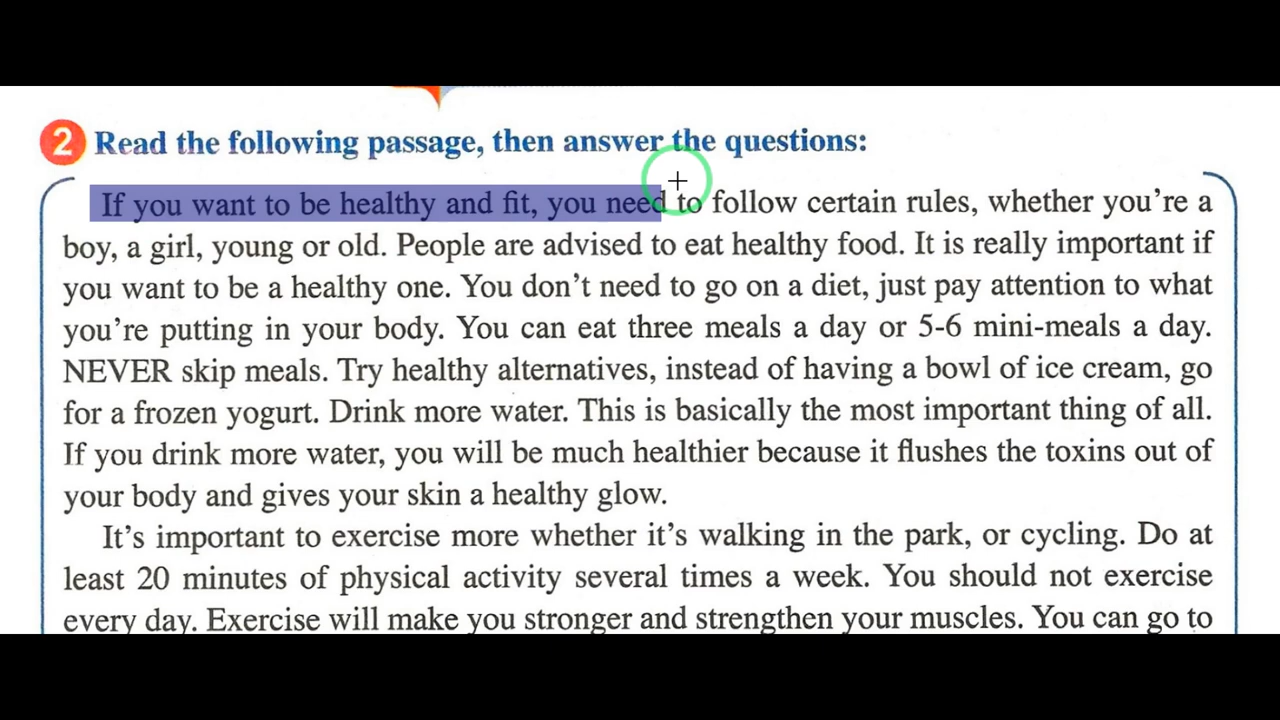 2 Read the following passage, then answer the questions:
If you want to be healthy and fit, you need to follow certain rules, whether you're a
boy, a girl, young or old. People are advised to eat healthy food. It is really important if
you want to be a healthy one. You don't need to go on a diet, just pay attention to what
you're putting in your body. You can eat three meals a day or 5-6 mini-meals a day.
NEVER skip meals. Try healthy alternatives, instead of having a bowl of ice cream, go
for a frozen yogurt. Drink more water. This is basically the most important thing of all.
If you drink more water, you will be much healthier because it flushes the toxins out of
your body and gives your skin a healthy glow.
It's important to exercise more whether it's walking in the park, or cycling. Do at
least 20 minutes of physical activity several times a week. You should not exercise
every day. Exercise will make you stronger and strengthen your muscles. You can go to